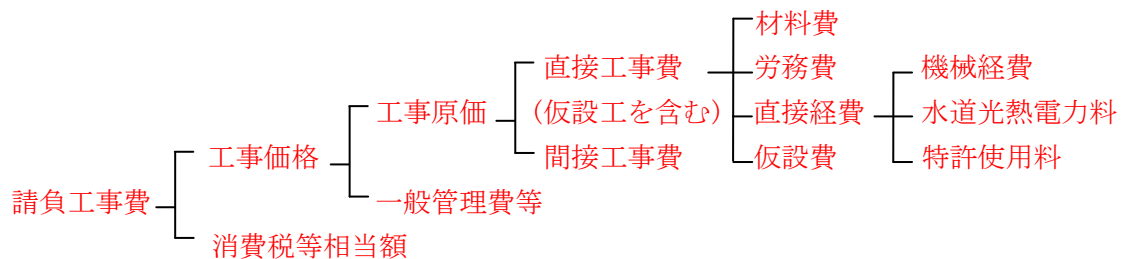 材料費
直接工事費
労務費
機械経費
工事原価
(仮設工を含む)
直接経費
水道光熱電力料
工事価格
間接工事費
仮設費
特許使用料
請負工事費
一般管理費等
消費税等相当額